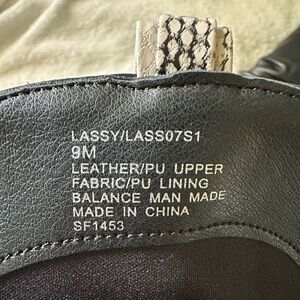 LASSY/LASS07S1
9M
LEATHER/PU UPPER
FABRIC/PU LINING
BALANCE MAN MADE
MADE IN CHINA
SF1453